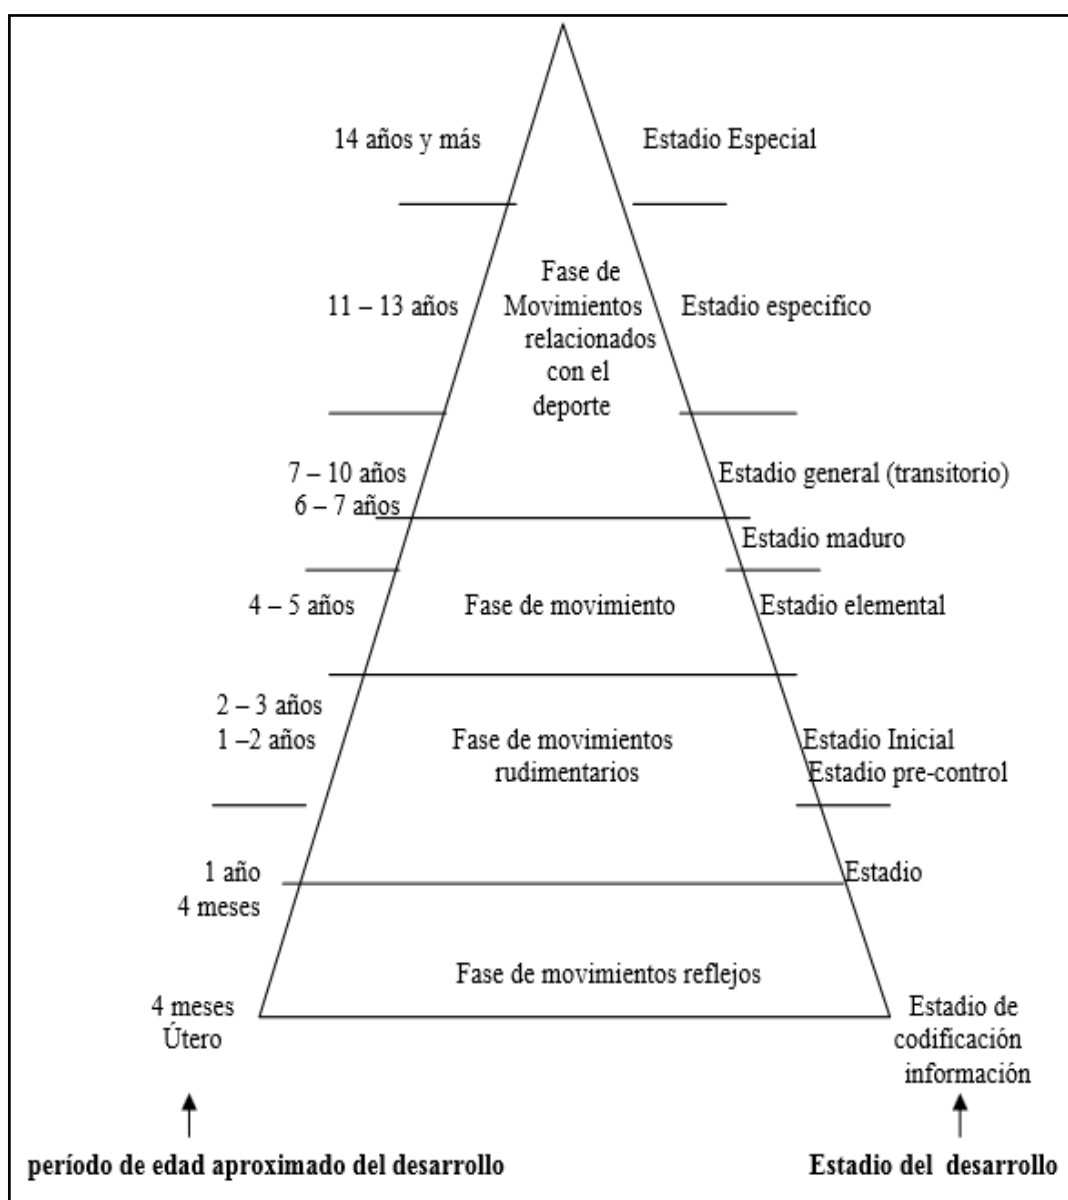 14 años y más
Estadio Especial
Fase de
Movimientos
relacionados
con el
deporte
11 – 13 años
Estadio especifico
7 – 10 años
6 – 7 años
Estadio general (transitorio)
Estadio maduro
4 – 5 años
Fase de movimiento
Estadio elemental
2 – 3 años
1 –2 años
Fase de movimientos
rudimentarios
Estadio Inicial
Estadio pre-control
1 año
4 meses
Estadio
Fase de movimientos reflejos
4 meses
Útero
Estadio de
codificación
información
período de edad aproximado del desarrollo
Estadio del desarrollo